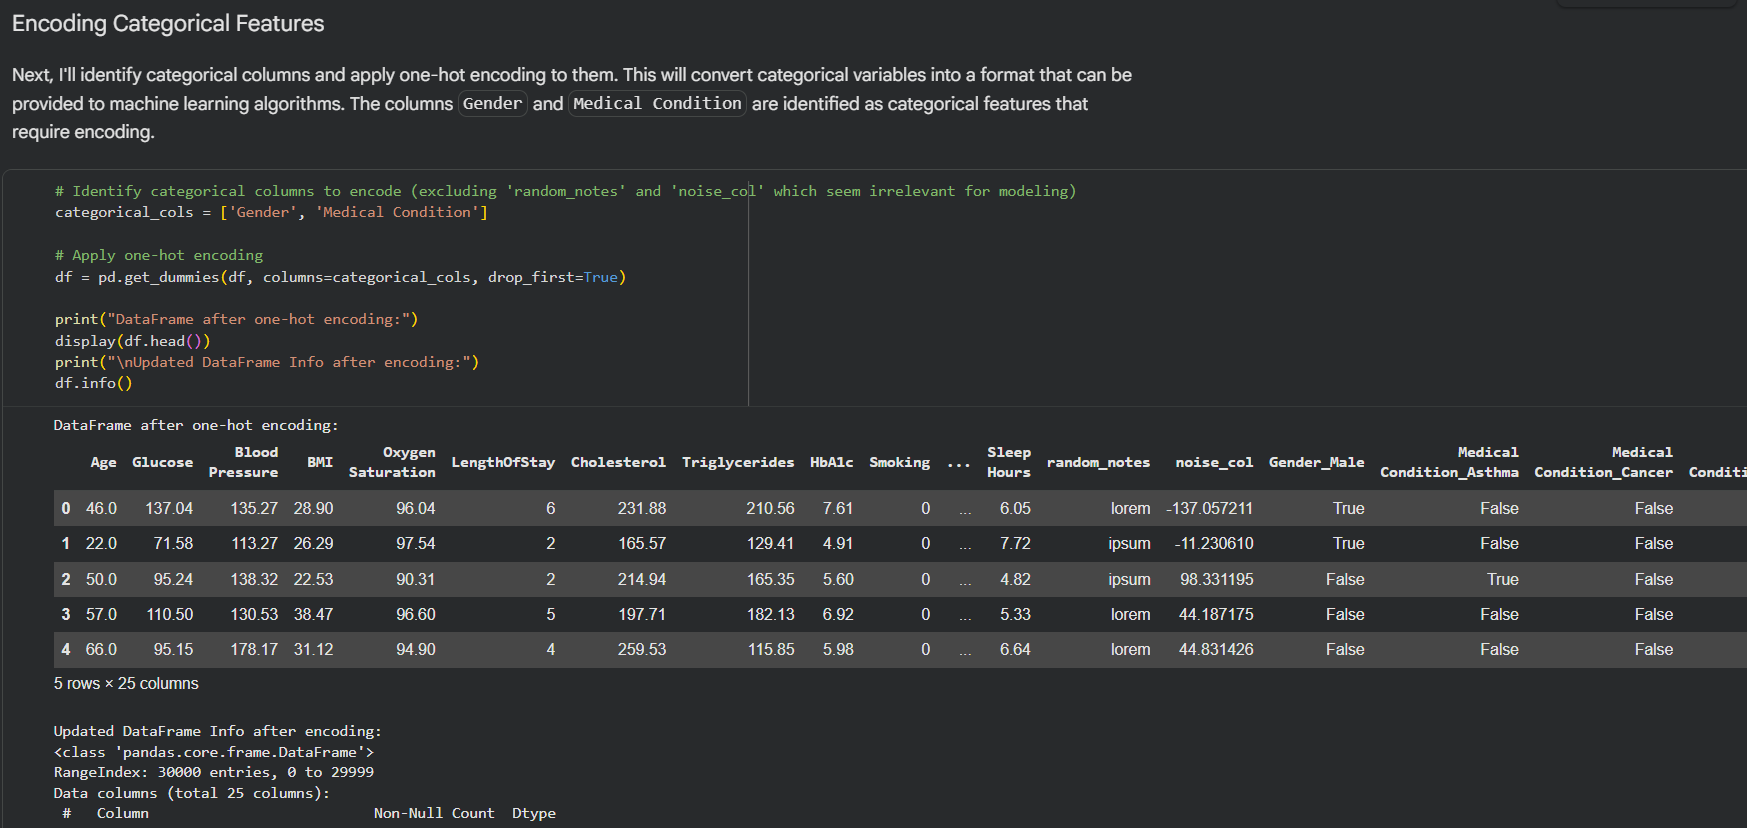 Encoding Categorical Features
Next, I'll identify categorical columns and apply one-hot encoding to them. This will convert categorical variables into a format that can be
provided to machine learning algorithms. The columns Gender and Medical Condition are identified as categorical features that
require encoding.
# Identify categorical columns to encode (excluding 'random_notes' and 'noise_col' which seem irrelevant for modeling)
categorical_cols = ['Gender', 'Medical Condition']
# Apply one-hot encoding
df = pd.get_dummies(df, columns=categorical_cols, drop_first=True)
print("DataFrame after one-hot encoding:")
display(df.head())
print("\nUpdated DataFrame Info after encoding:")
df.info()
DataFrame after one-hot encoding:
Age Glucose Blood Pressure BMI Oxygen Saturation LengthOfStay Cholesterol Triglycerides HbA1c Smoking ... Sleep Hours random_notes noise_col Gender_Male Medical Condition_Asthma Medical Condition_Cancer Conditi
0 46.0 137.04 135.27 28.90 96.04 6 231.88 210.56 7.61 0 ... 6.05 lorem -137.057211 True False False
1 22.0 71.58 113.27 26.29 97.54 2 165.57 129.41 4.91 0 ... 7.72 ipsum -11.230610 True False False
2 50.0 95.24 138.32 22.53 90.31 2 214.94 165.35 5.60 0 ... 4.82 ipsum 98.331195 False True False
3 57.0 110.50 130.53 38.47 96.60 5 197.71 182.13 6.92 0 ... 5.33 lorem 44.187175 False False False
4 66.0 95.15 178.17 31.12 94.90 4 259.53 115.85 5.98 0 ... 6.64 lorem 44.831426 False False False
5 rows × 25 columns
Updated DataFrame Info after encoding:
<class 'pandas.core.frame.DataFrame'>
RangeIndex: 30000 entries, 0 to 29999
Data columns (total 25 columns):
# Column Non-Null Count Dtype